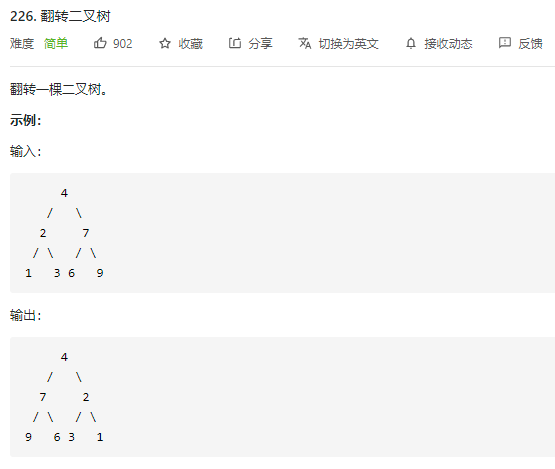 226. 翻转二叉树
难度 简单 902 收藏 分享 切换为英文 接收动态 反馈
翻转一棵二叉树。
示例：
输入：
4
/ \
2 7
/ \ / \
1 3 6 9
输出：
4
/ \
7 2
/ \ / \
9 6 3 1